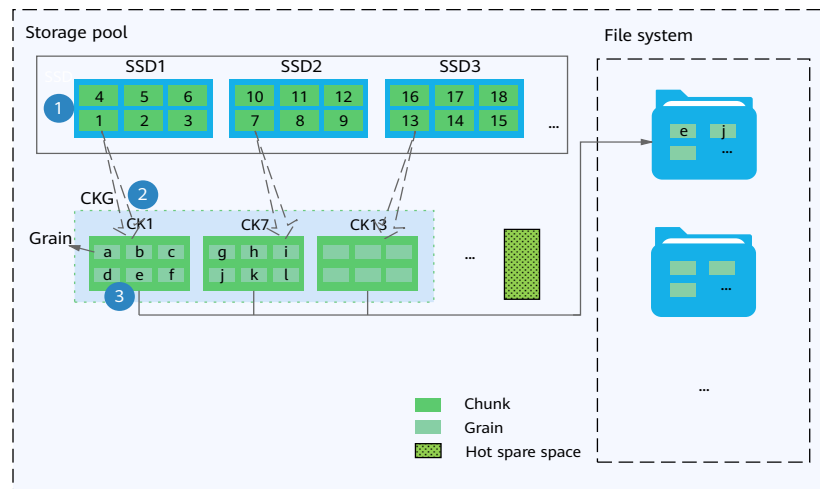 Storage pool
File system
SSD1 SSD2 SSD3
4 5 6 10 11 12 16 17 18
1
1 2 3 7 8 9 13 14 15 ...
e j
...
2
CKG
CK1 CK7 CK13
Grain
a b c g h i
d e f j k l
...
3
...
...
Chunk
Grain
Hot spare space